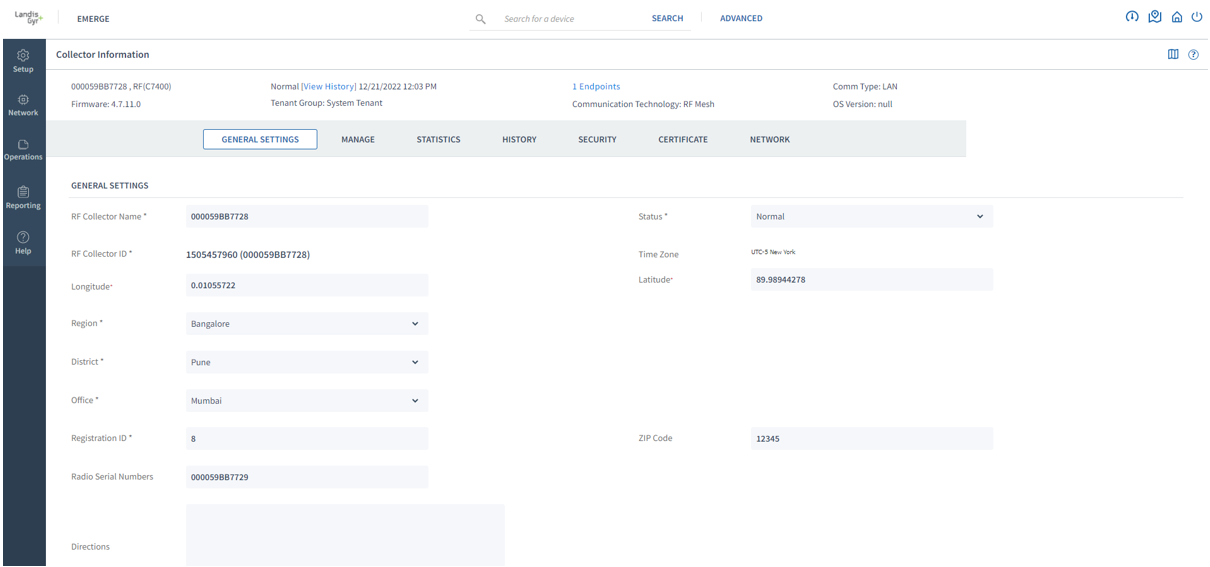 Landis Gyr+
EMERGE
Search for a device
SEARCH
ADVANCED
Setup
Network
Operations
Reporting
Help
Collector Information
000059BB7728 , RF(C7400)
Normal [View History] 12/21/2022 12:03 PM
1 Endpoints
Comm Type: LAN
Firmware: 4.7.11.0
Tenant Group: System Tenant
Communication Technology: RF Mesh
OS Version: null
GENERAL SETTINGS
MANAGE
STATISTICS
HISTORY
SECURITY
CERTIFICATE
NETWORK
GENERAL SETTINGS
RF Collector Name * 000059BB7728
Status * Normal
RF Collector ID * 1505457960 (000059BB7728)
Time Zone UTC-5 New York
Longitude* 0.01055722
Latitude* 89.98944278
Region * Bangalore
District * Pune
Office * Mumbai
Registration ID * 8
ZIP Code 12345
Radio Serial Numbers 000059BB7729
Directions